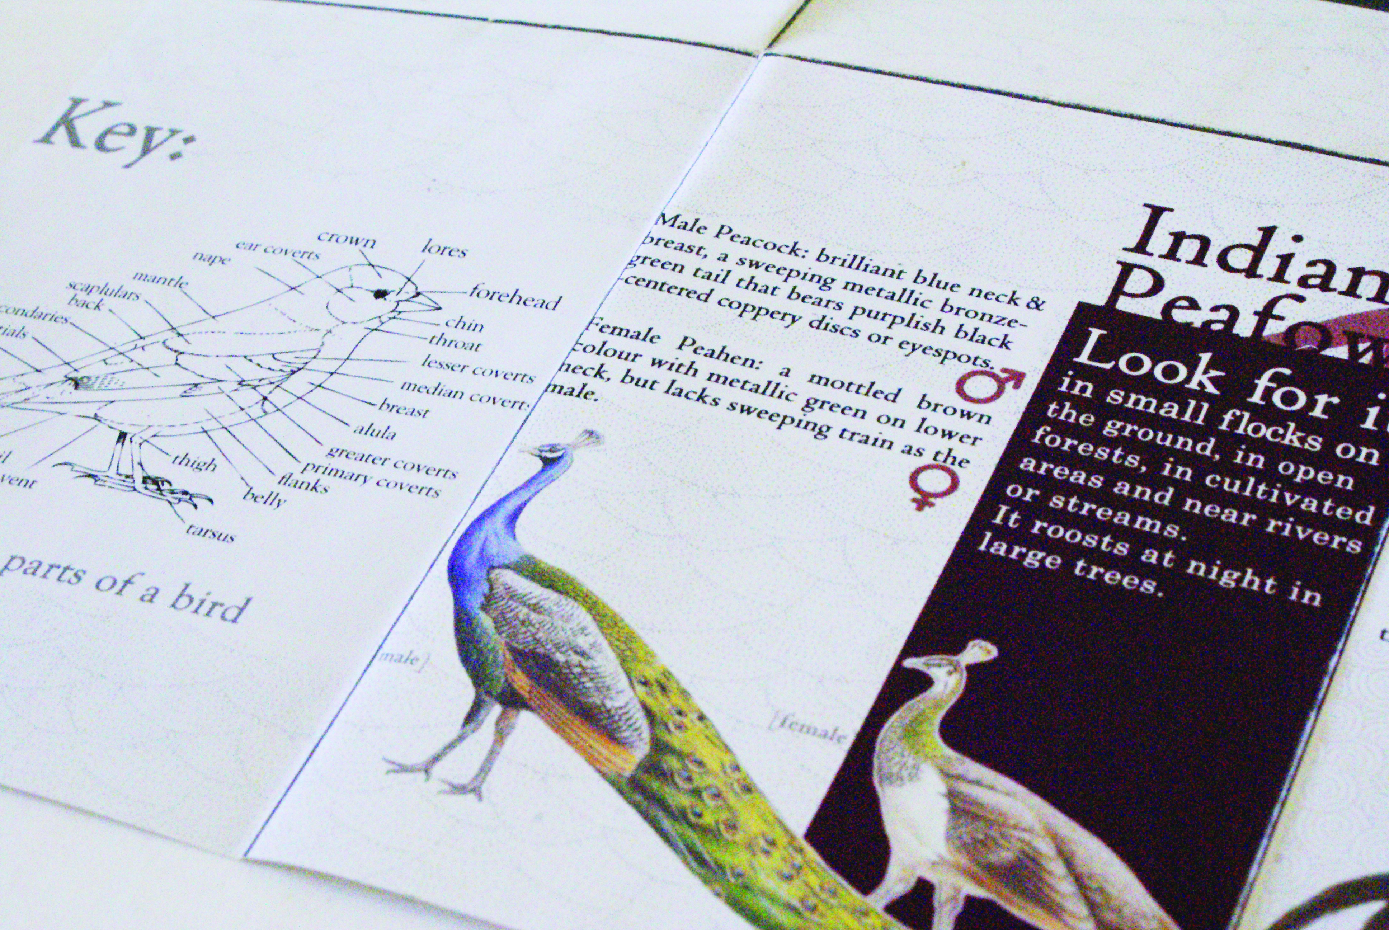 Key:
crown
lores
ear coverts
nape
mantle
forehead
scaplulars
back
chin
throat
lesser coverts
median coverts
breast
alula
greater coverts
primary coverts
flanks
thigh
belly
vent
tarsus
parts of a bird
Male Peacock: brilliant blue neck &
breast, a sweeping metallic bronze-
green tail that bears purplish black
-centered coppery discs or eyespots.
Female Peahen: a mottled brown
colour with metallic green on lower
neck, but lacks sweeping train as the
male.
male]
[female
Indian
Peafow
Look for it
in small flocks on
the ground, in open
forests, in cultivated
areas and near rivers
or streams.
It roosts at night in
large trees.